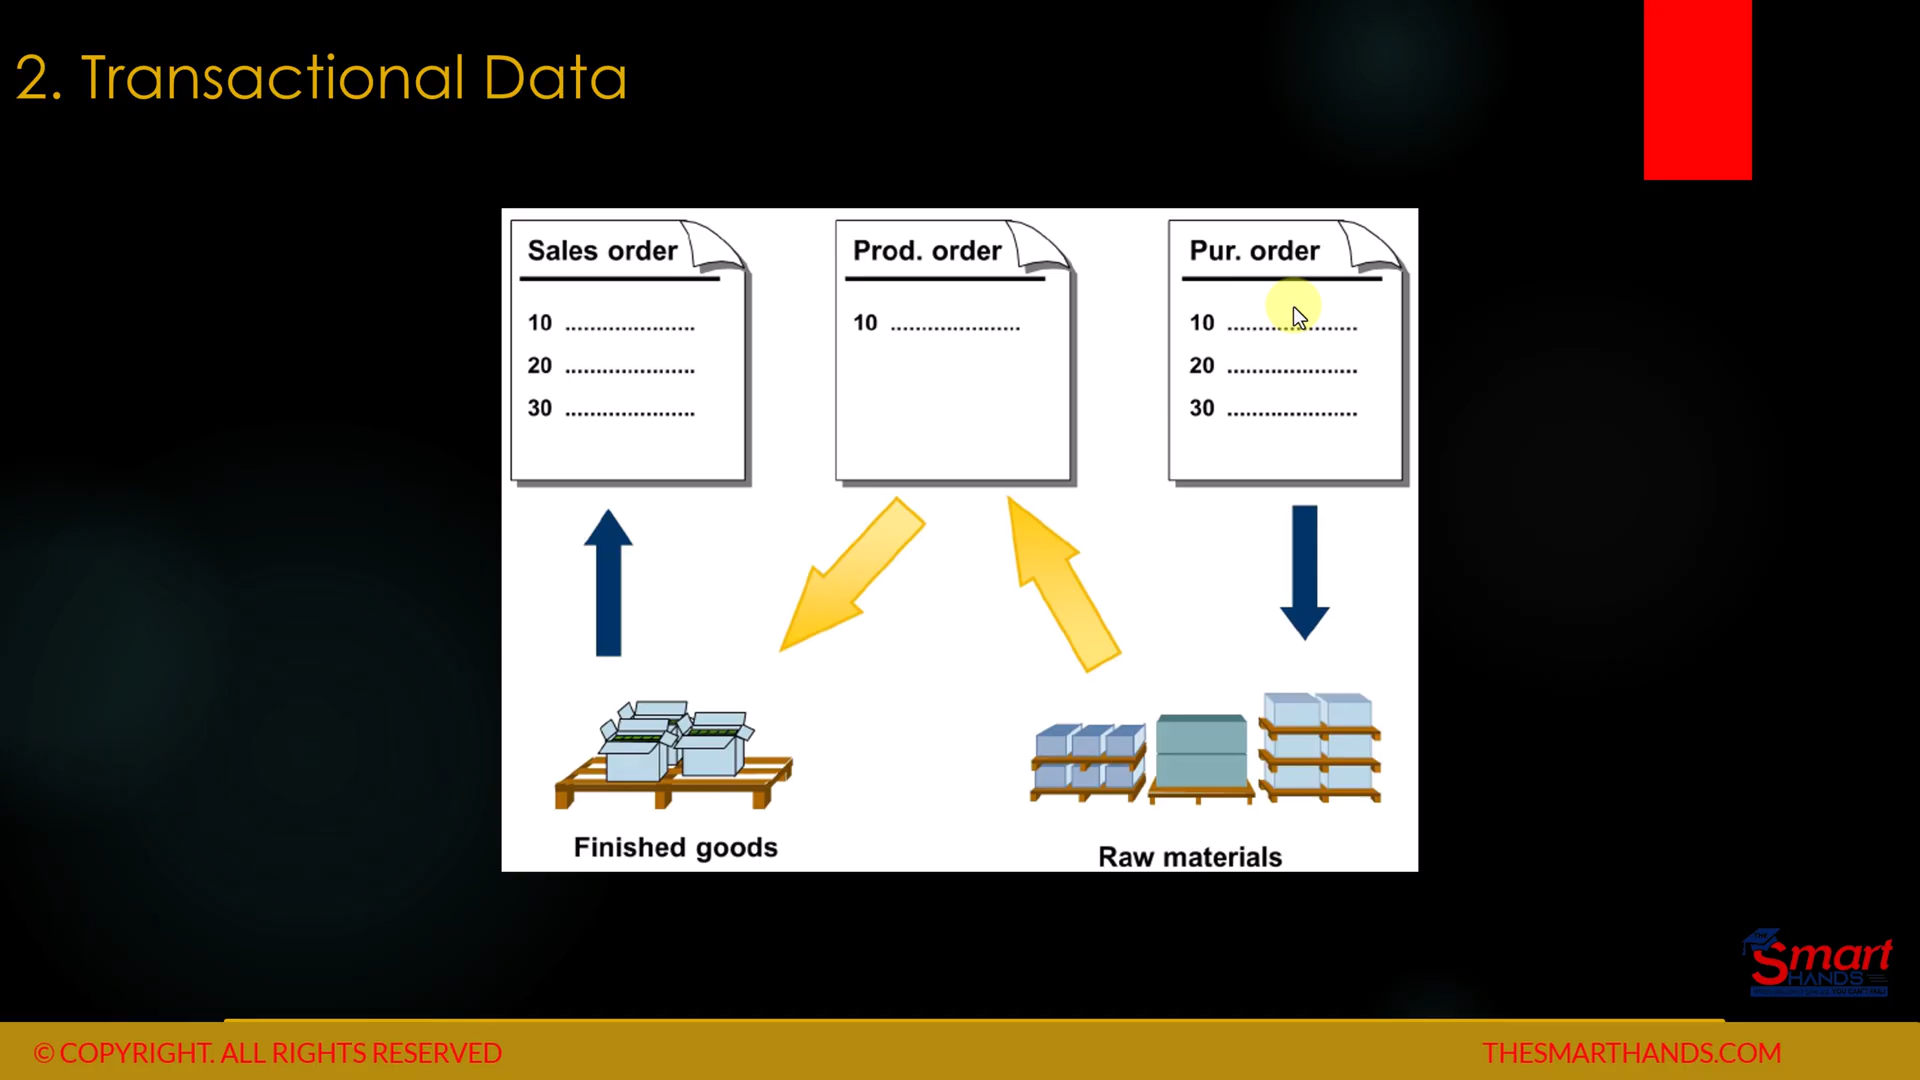 2. Transactional Data
Sales order
10 .....................
20 .....................
30 .....................
Prod. order
10 .....................
Pur. order
10 .....................
20 .....................
30 .....................
Finished goods
Raw materials
THE
Smart
HANDS
© COPYRIGHT. ALL RIGHTS RESERVED
THESMARTHANDS.COM